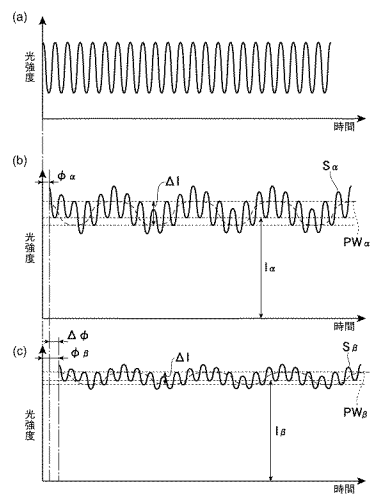 (a)
光強度
時間
(b)
φα
ΔI
Sα
PWα
Iα
光強度
時間
Δφ
(c)
φβ
ΔI
Sβ
PWβ
Iβ
光強度
時間